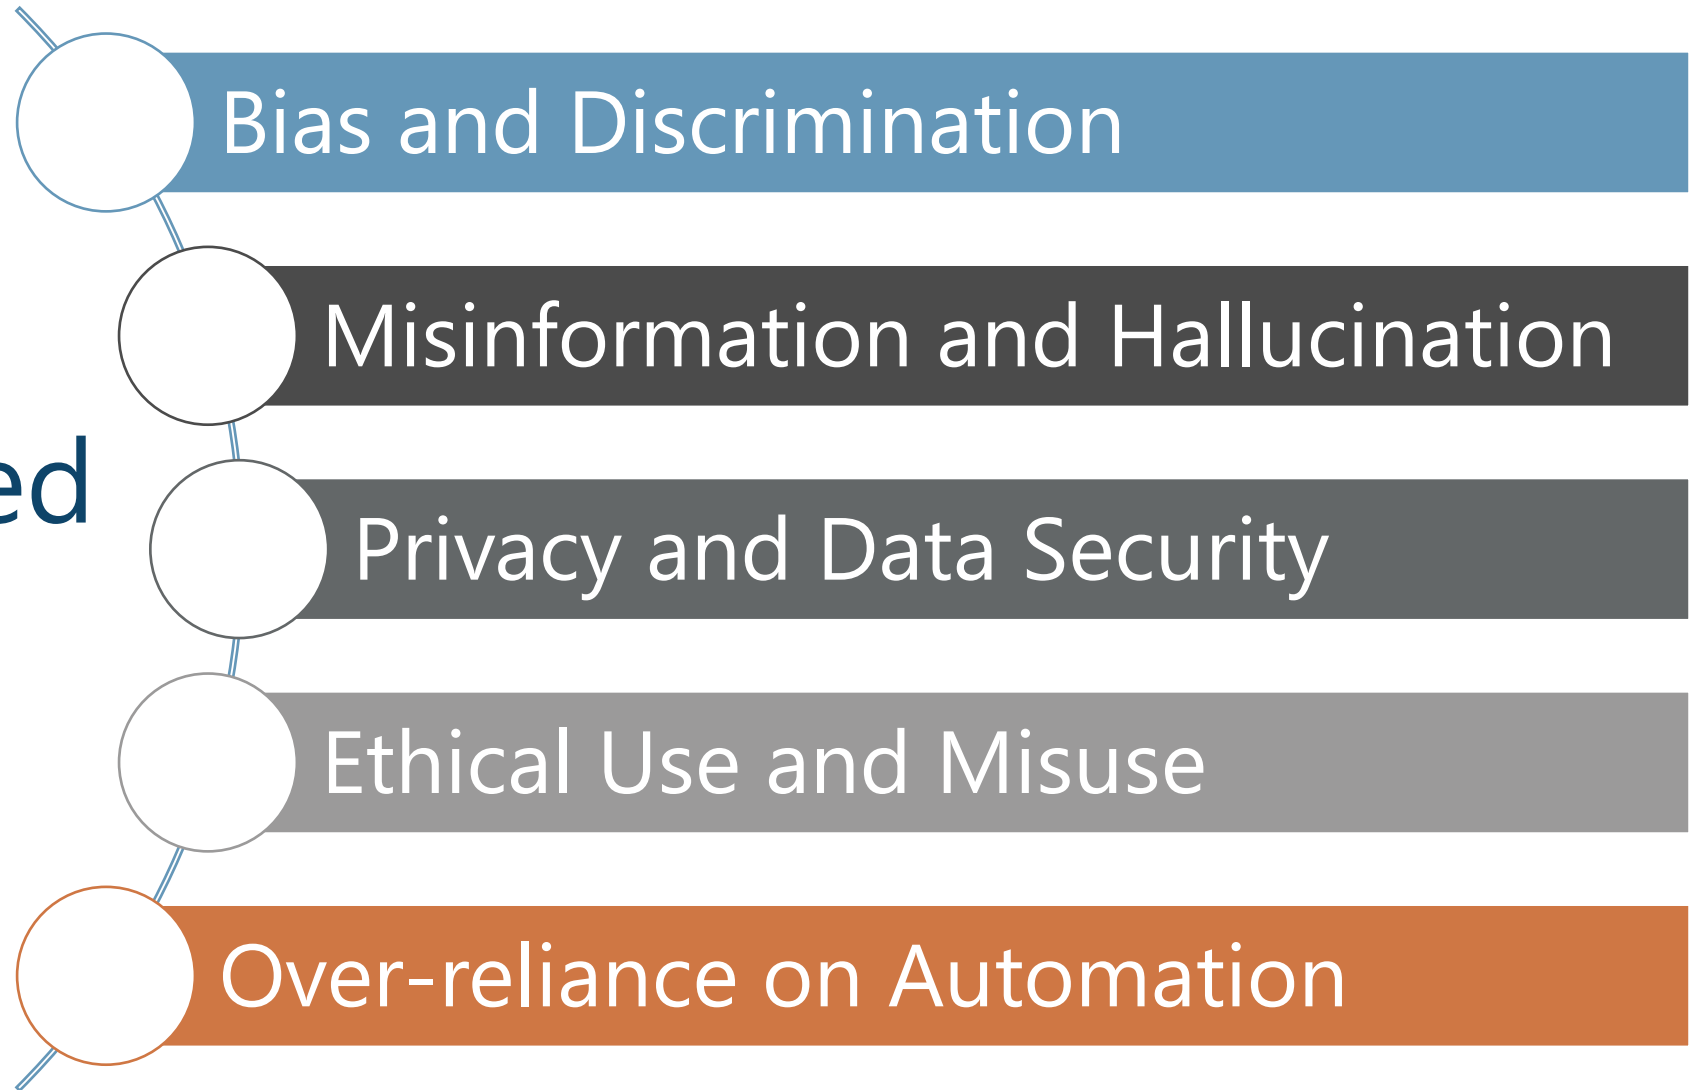 Bias and Discrimination
Misinformation and Hallucination
ed
Privacy and Data Security
Ethical Use and Misuse
Over-reliance on Automation